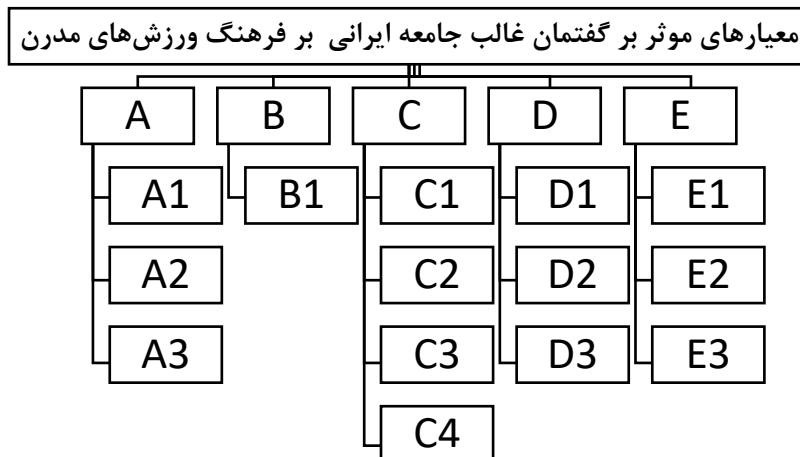 معیارهای موثر بر گفتمان غالب جامعه ایرانی بر فرهنگ ورزش‌های مدرن
A B C D E
A1 B1 C1 D1 E1
A2 C2 D2 E2
A3 C3 D3 E3
C4